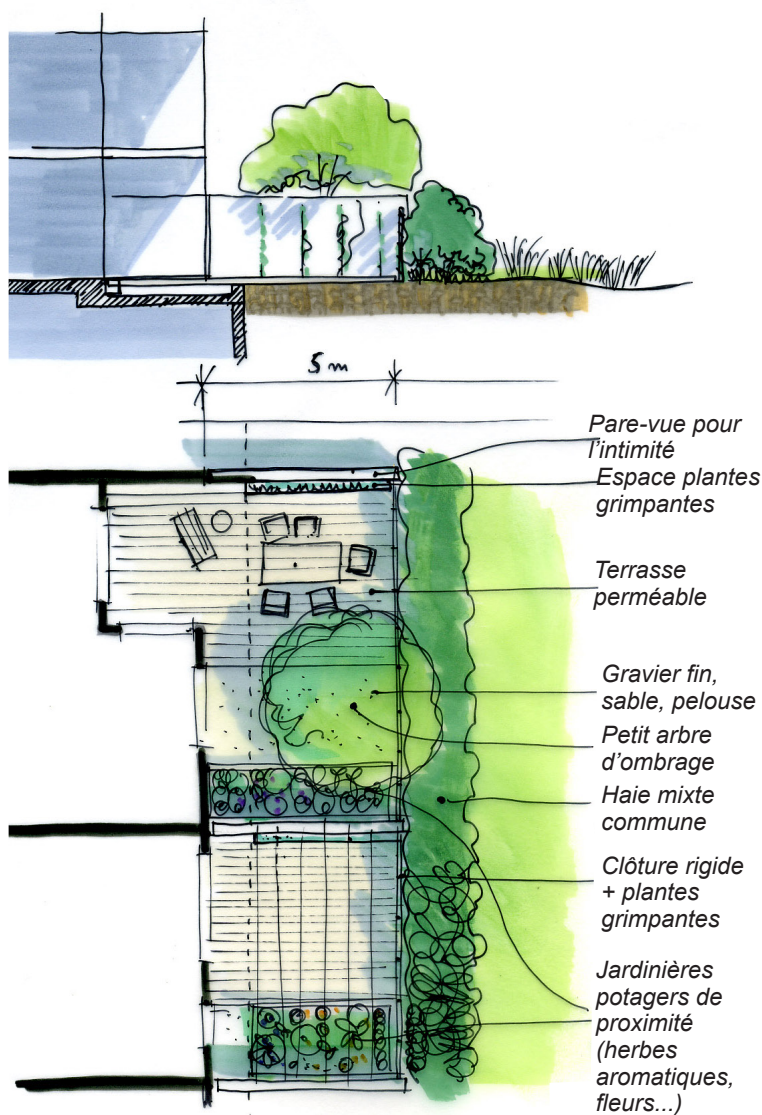 5 m
Pare-vue pour
l'intimité
Espace plantes
grimpantes
Terrasse
perméable
Gravier fin,
sable, pelouse
Petit arbre
d'ombrage
Haie mixte
commune
Clôture rigide
+ plantes
grimpantes
Jardinières
potagers de
proximité
(herbes
aromatiques,
fleurs...)